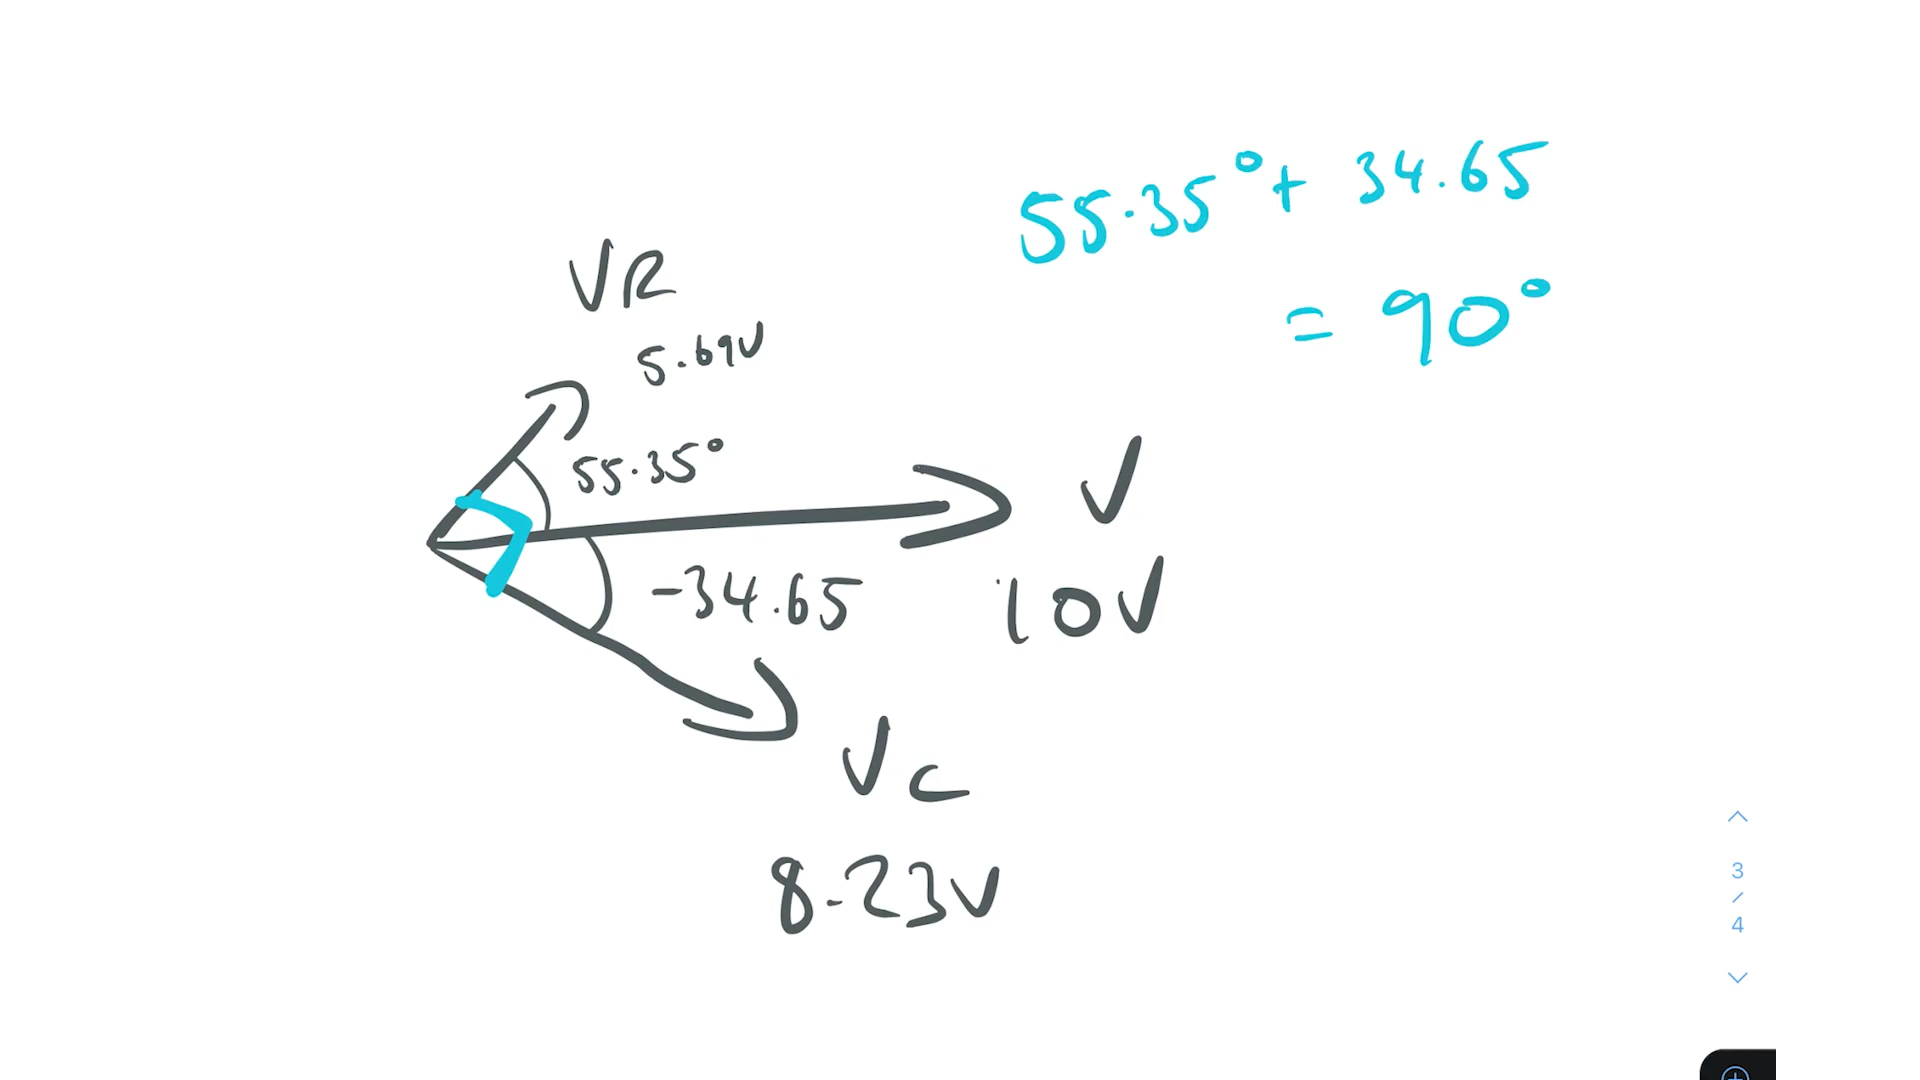 55.35° + 34.65
= 90°
VR
5.69V
55.35°
V
10V
-34.65
VC
8.23V
3
/
4